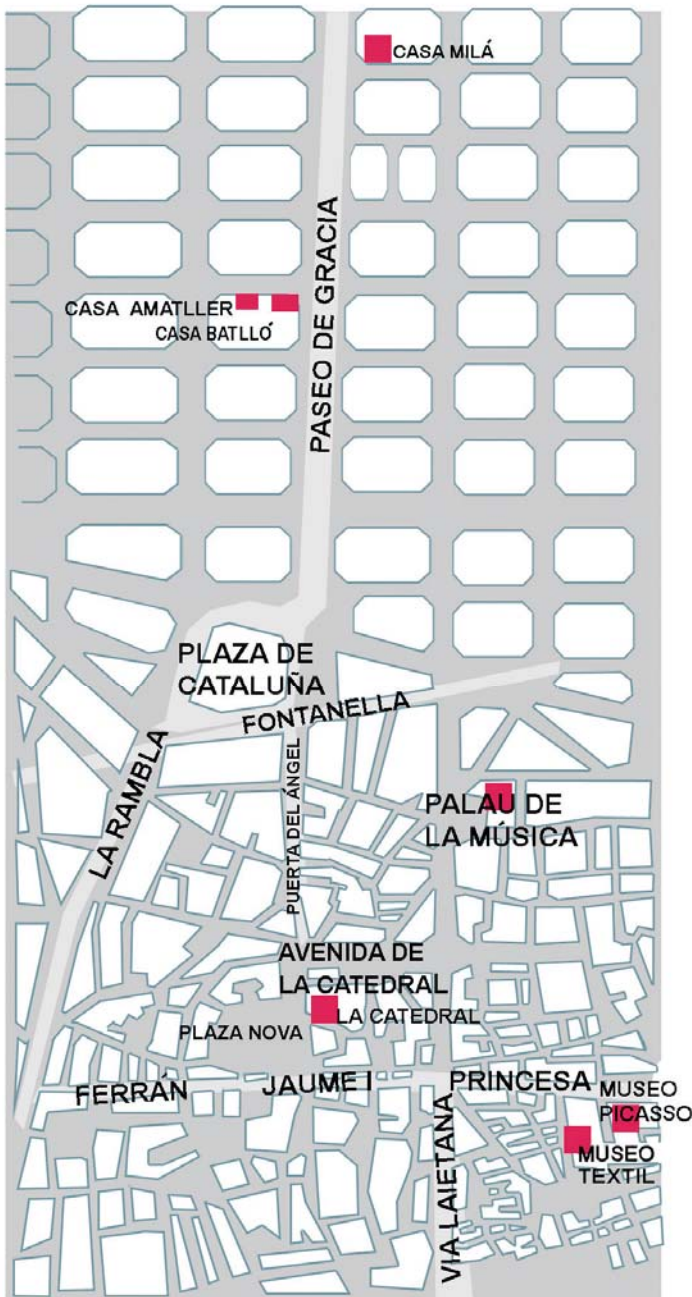 CASA MILÁ
PASEO DE GRACIA
CASA AMATLLER
CASA BATLLÓ
PLAZA DE
CATALUÑA
FONTANELLA
LA RAMBLA
PUERTA DEL ÁNGEL
PALAU DE
LA MÚSICA
AVENIDA DE
LA CATEDRAL
LA CATEDRAL
PLAZA NOVA
FERRÁN
JAUME I
PRINCESA
MUSEO
PICASSO
MUSEO
TEXTIL
VIA LAIETANA